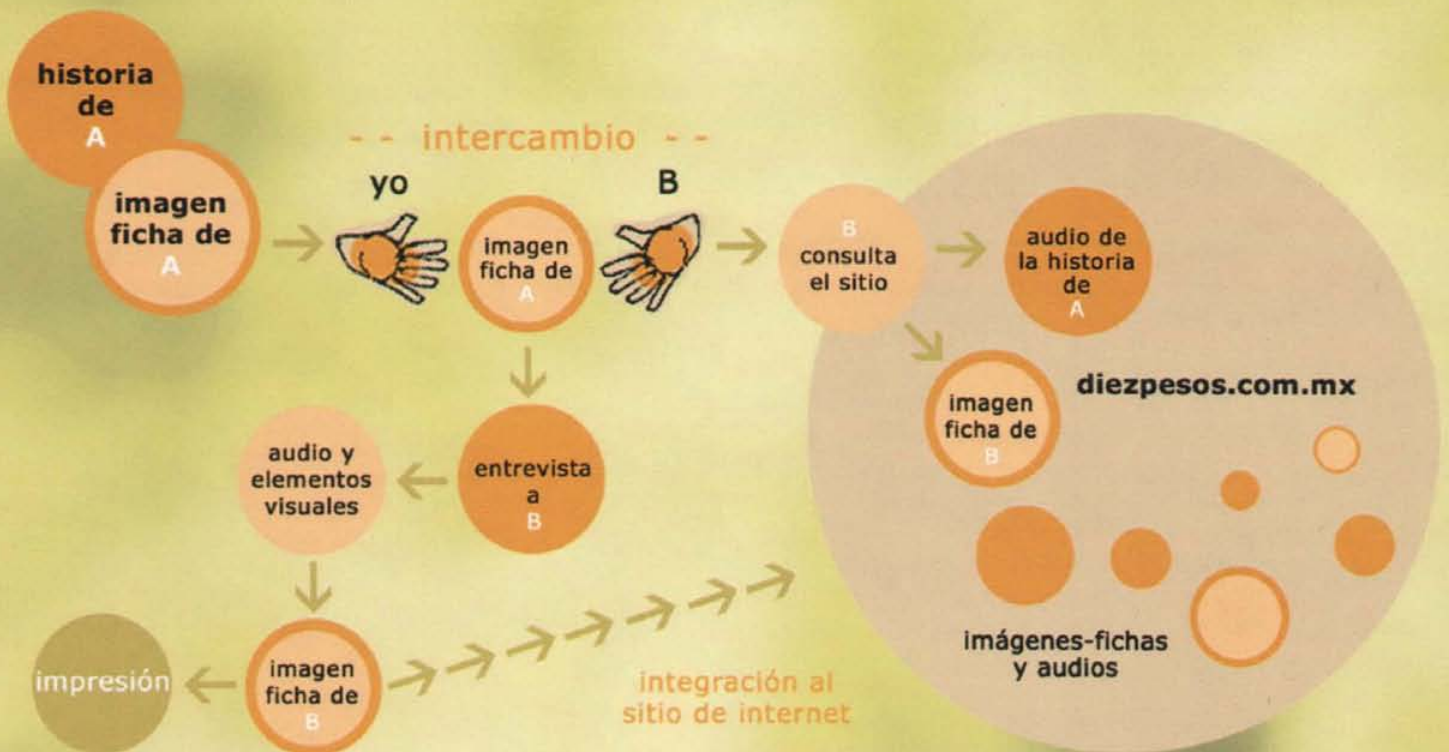 historia
de
A
imagen
ficha de
A
- - intercambio - -
yo
B
imagen
ficha de
A
B
consulta
el sitio
audio de
la historia
de
A
imagen
ficha de
B
diezpesos.com.mx
audio y
elementos
visuales
entrevista
a
B
impresión
imagen
ficha de
B
integración al
sitio de internet
imágenes-fichas
y audios